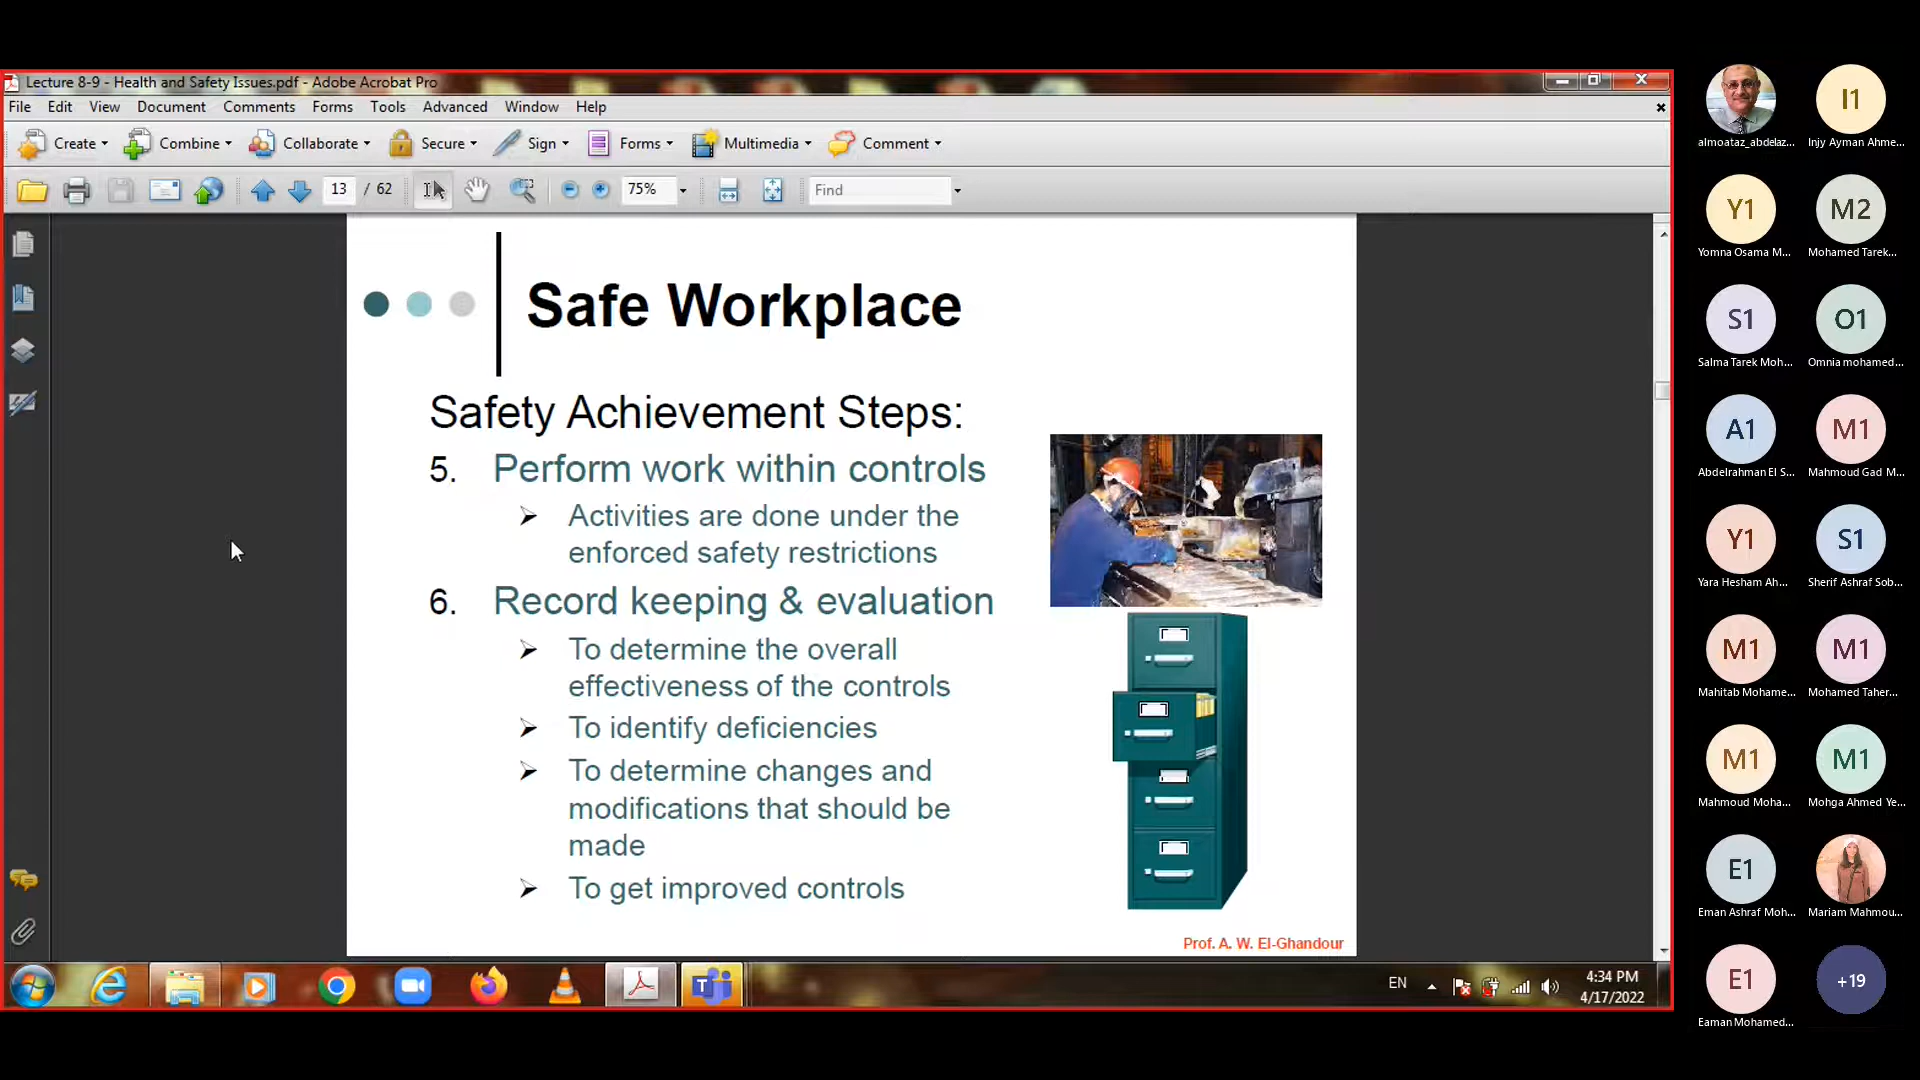 Lecture 8-9 - Health and Safety Issues.pdf - Adobe Acrobat Pro
File Edit View Document Comments Forms Tools Advanced Window Help
Create Combine Collaborate Secure Sign Forms Multimedia Comment
13 / 62 75% Find
Safe Workplace
Safety Achievement Steps:
5. Perform work within controls
Activities are done under the
enforced safety restrictions
6. Record keeping & evaluation
To determine the overall
effectiveness of the controls
To identify deficiencies
To determine changes and
modifications that should be
made
To get improved controls
Prof. A. W. El-Ghandour
EN
4:34 PM
4/17/2022
I1
almoataz_abdelaz... Injy Ayman Ahme...
Y1 M2
Yomna Osama M... Mohamed Tarek...
S1 O1
Salma Tarek Moh... Omnia mohamed...
A1 M1
Abdelrahman El S... Mahmoud Gad M...
Y1 S1
Yara Hesham Ah... Sherif Ashraf Sob...
M1 M1
Mahitab Mohame... Mohamed Taher...
M1 M1
Mahmoud Moha... Mohga Ahmed Ye...
E1
Eman Ashraf Moh... Mariam Mahmou...
E1 +19
Eaman Mohamed...